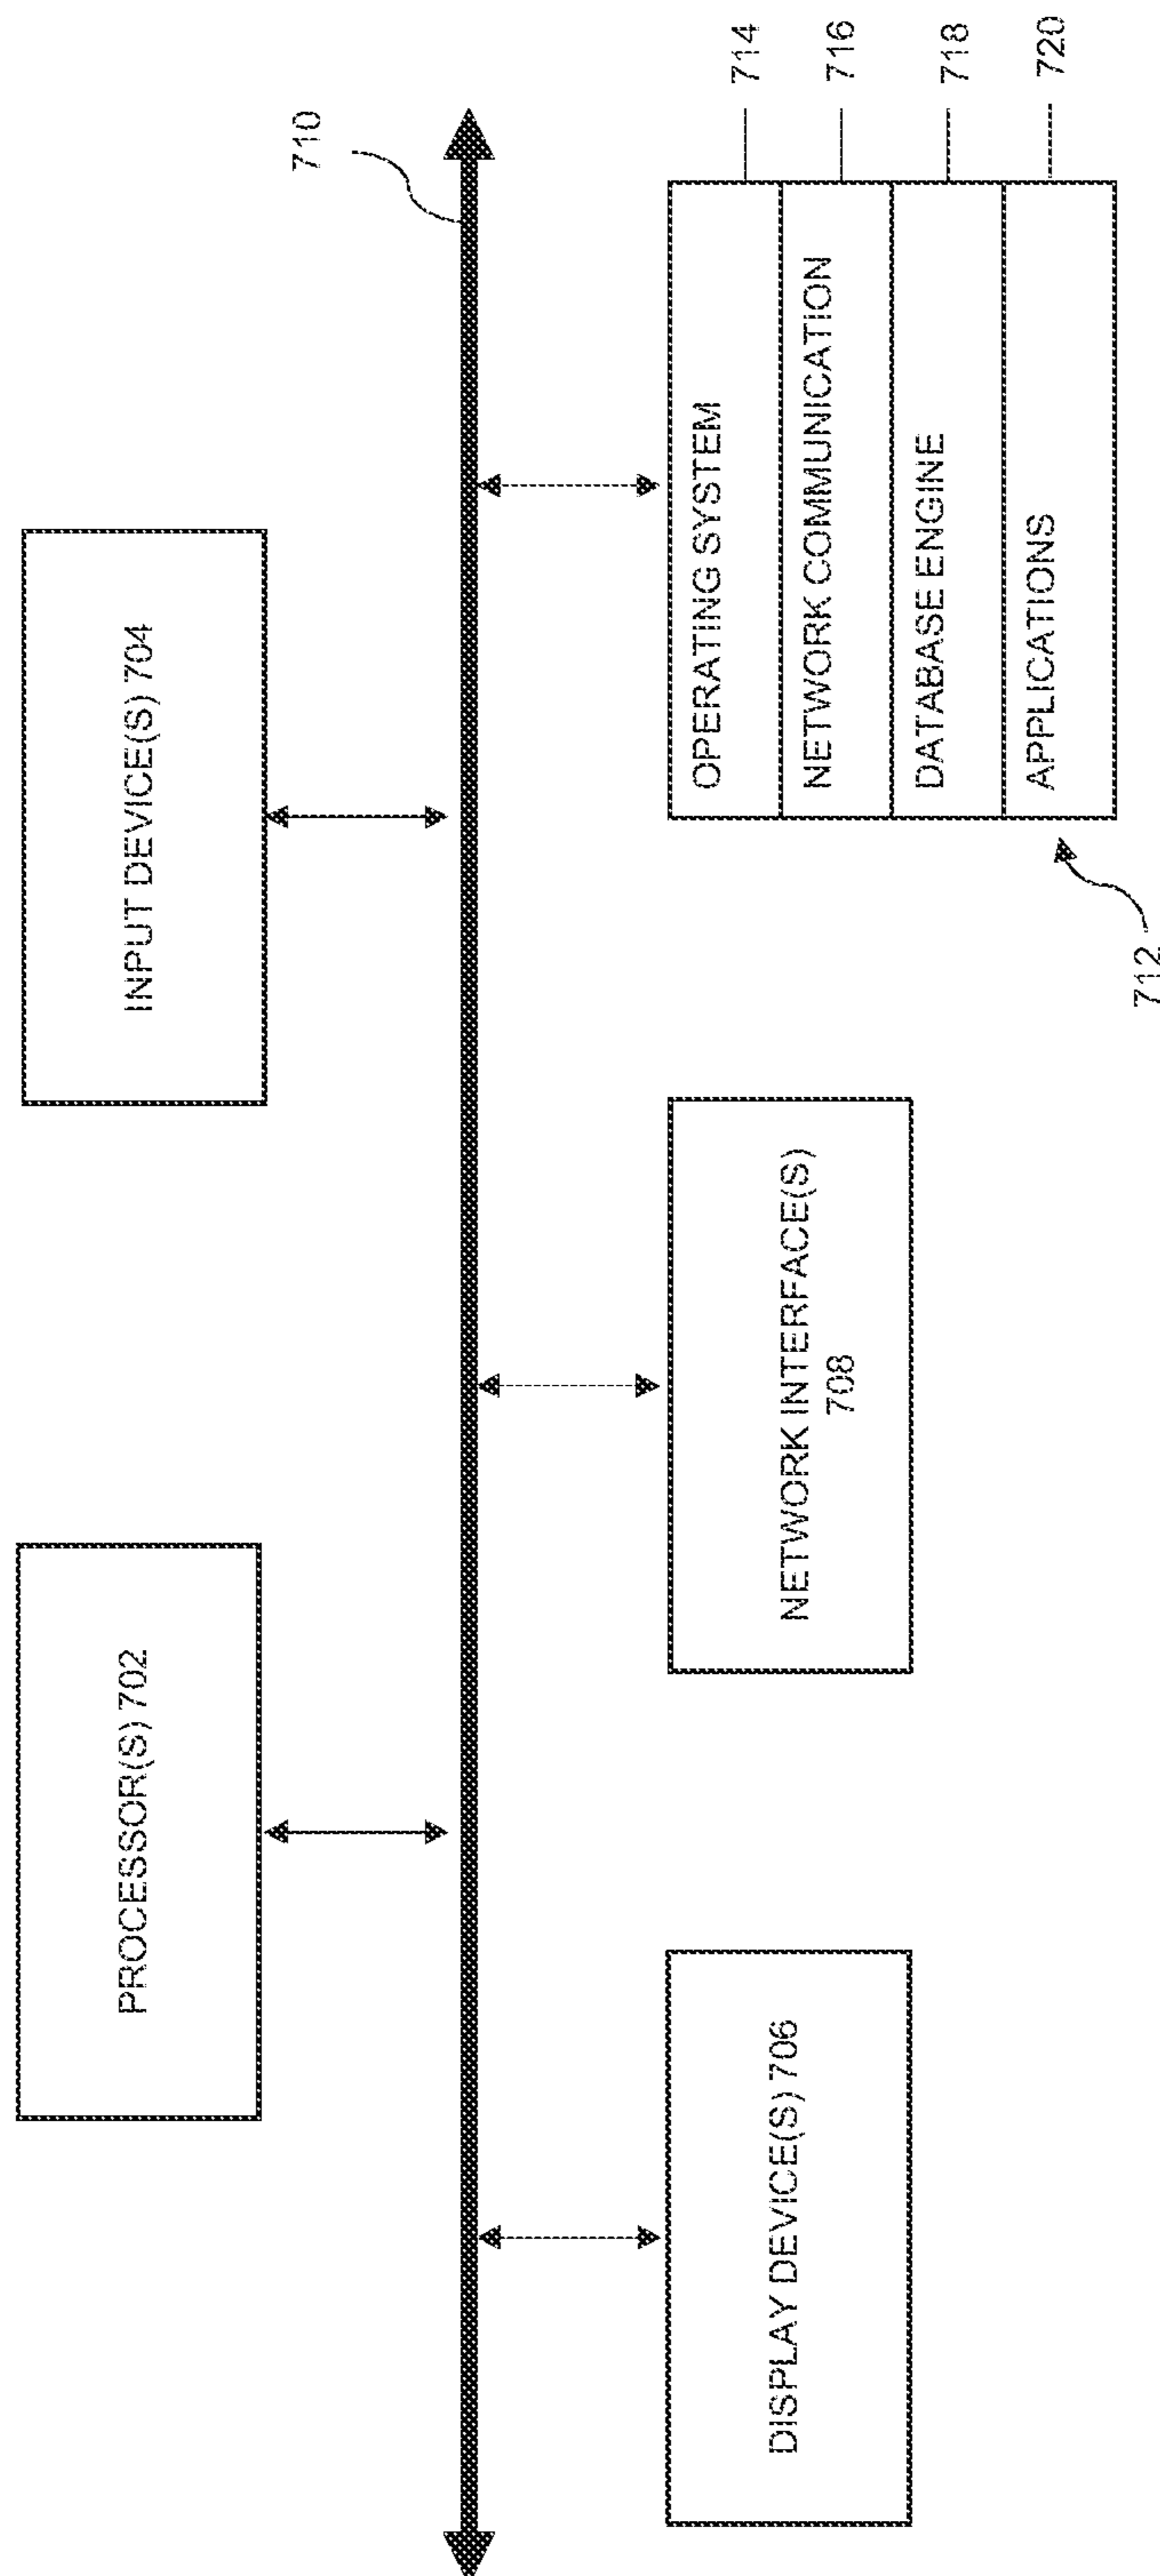 PROCESSOR(S) 702
INPUT DEVICE(S) 704
710
DISPLAY DEVICE(S) 706
NETWORK INTERFACE(S)
708
OPERATING SYSTEM
714
NETWORK COMMUNICATION
716
DATABASE ENGINE
718
APPLICATIONS
720
712